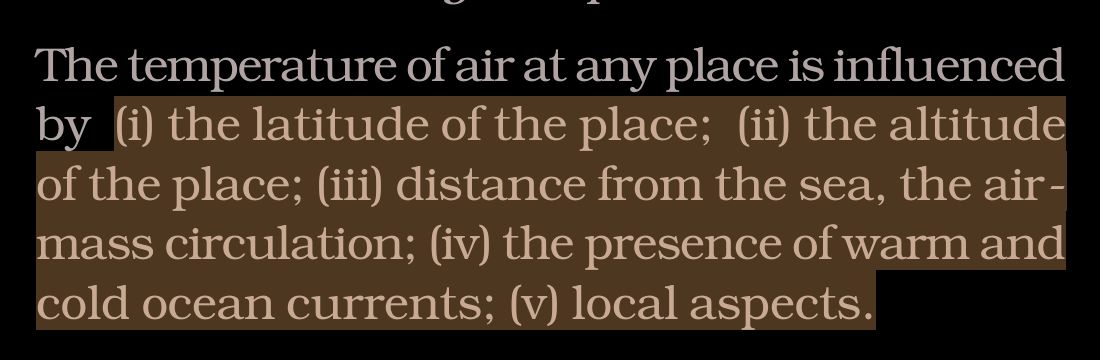 The temperature of air at any place is influenced
by (i) the latitude of the place; (ii) the altitude
of the place; (iii) distance from the sea, the air-
mass circulation; (iv) the presence of warm and
cold ocean currents; (v) local aspects.